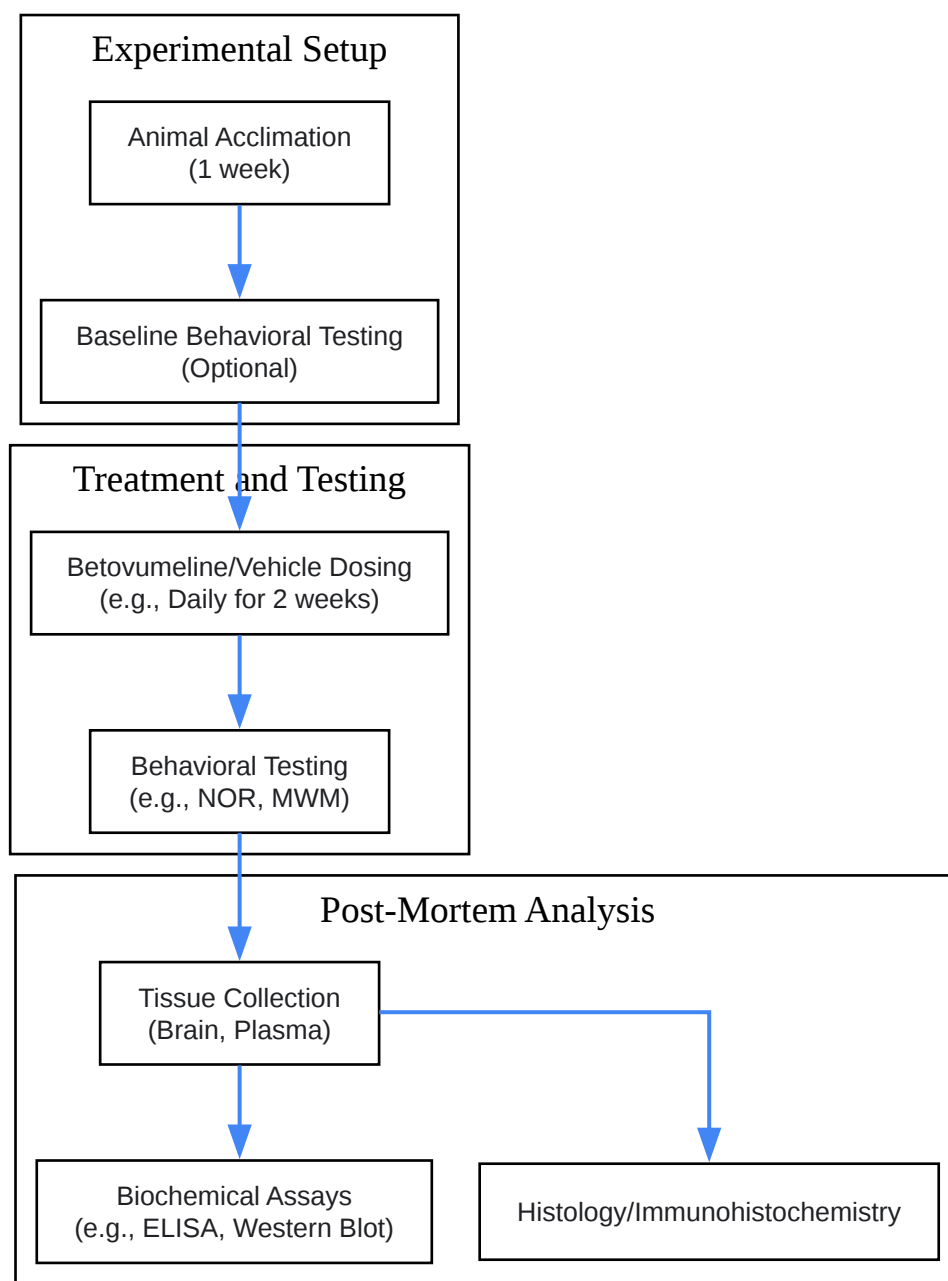 Experimental Setup
Animal Acclimation
(1 week)
Baseline Behavioral Testing
(Optional)
Treatment and Testing
Betovumeline/Vehicle Dosing
(e.g., Daily for 2 weeks)
Behavioral Testing
(e.g., NOR, MWM)
Post-Mortem Analysis
Tissue Collection
(Brain, Plasma)
Biochemical Assays
(e.g., ELISA, Western Blot)
Histology/Immunohistochemistry